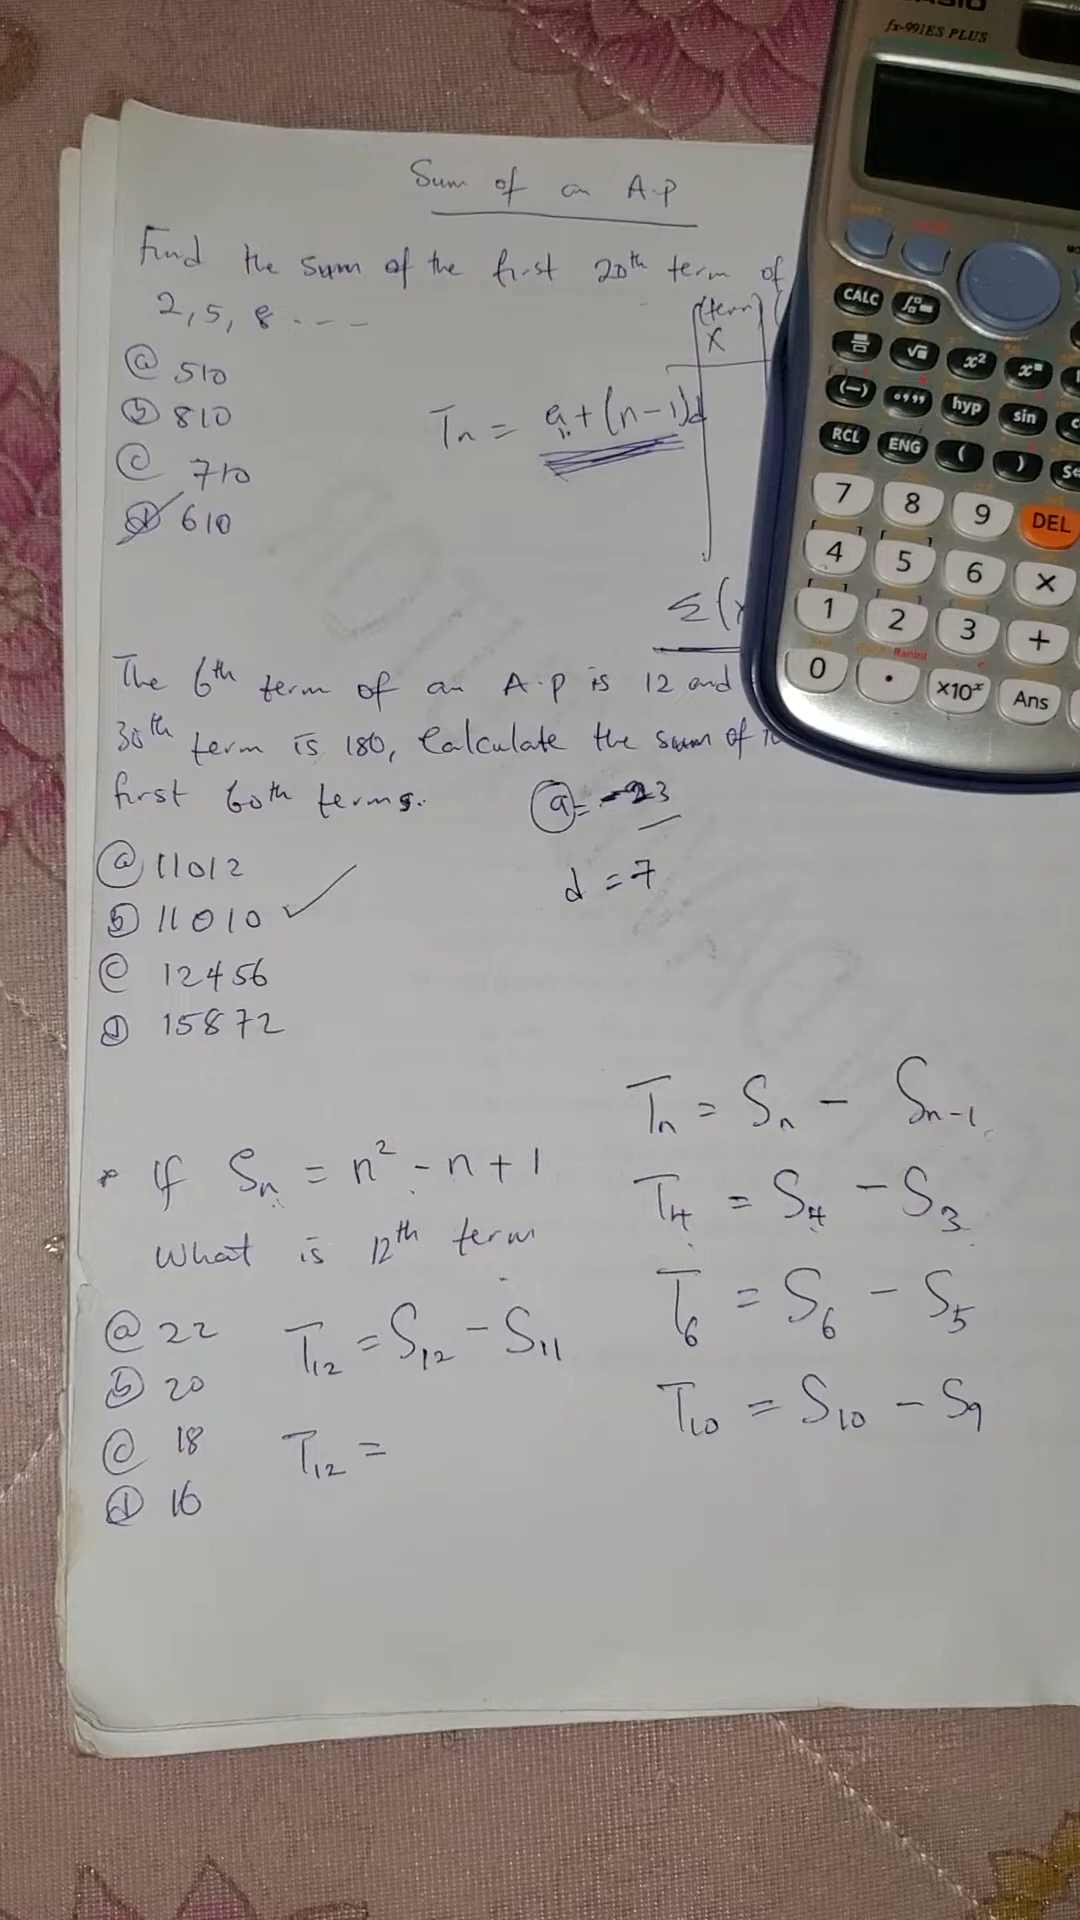 CASIO
fx-991ES PLUS
Sum of an A.P
Find the sum of the first 20th term of
2, 5, 8 - - -
(term)
X
@ 510
ⓑ 810
ⓒ 710
ⓓ 610
Tn = a + (n-1)d
Σ(x
The 6th term of an A.P is 12 and
30th term is 180, Calculate the sum of
first 60th terms.
ⓐ = -23
d = 7
ⓐ 11012
ⓑ 11010 ✓
ⓒ 12456
ⓓ 15872
Tn = Sn - Sn-1
T4 = S4 - S3
T6 = S6 - S5
T10 = S10 - S9
* If Sn = n² - n + 1
What is 12th term
ⓐ 22
ⓑ 20
ⓒ 18
ⓓ 16
T12 = S12 - S11
T12 =
CALC
x²
(-) hyp sin
RCL ENG ( )
7 8 9 DEL
4 5 6 ×
1 2 3 +
RanInt
0 . ×10ˣ Ans